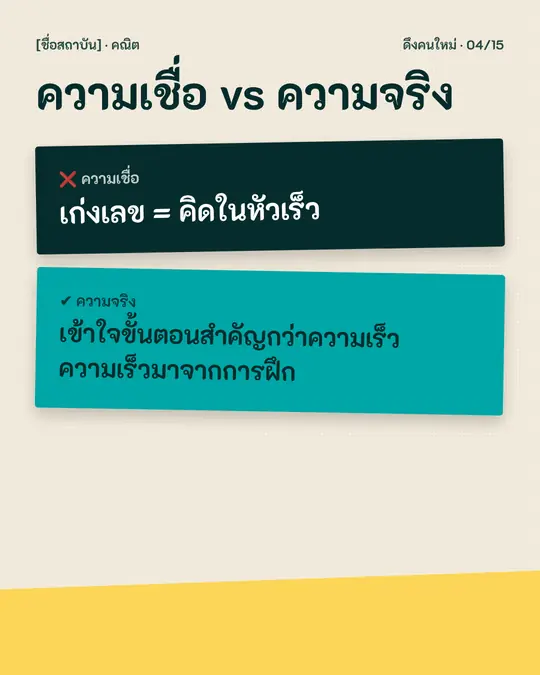 [ชื่อสถาบัน] · คณิต
ดึงคนใหม่ · 04/15
ความเชื่อ vs ความจริง
❌ ความเชื่อ
เก่งเลข = คิดในหัวเร็ว
✔ ความจริง
เข้าใจขั้นตอนสำคัญกว่าความเร็ว
ความเร็วมาจากการฝึก